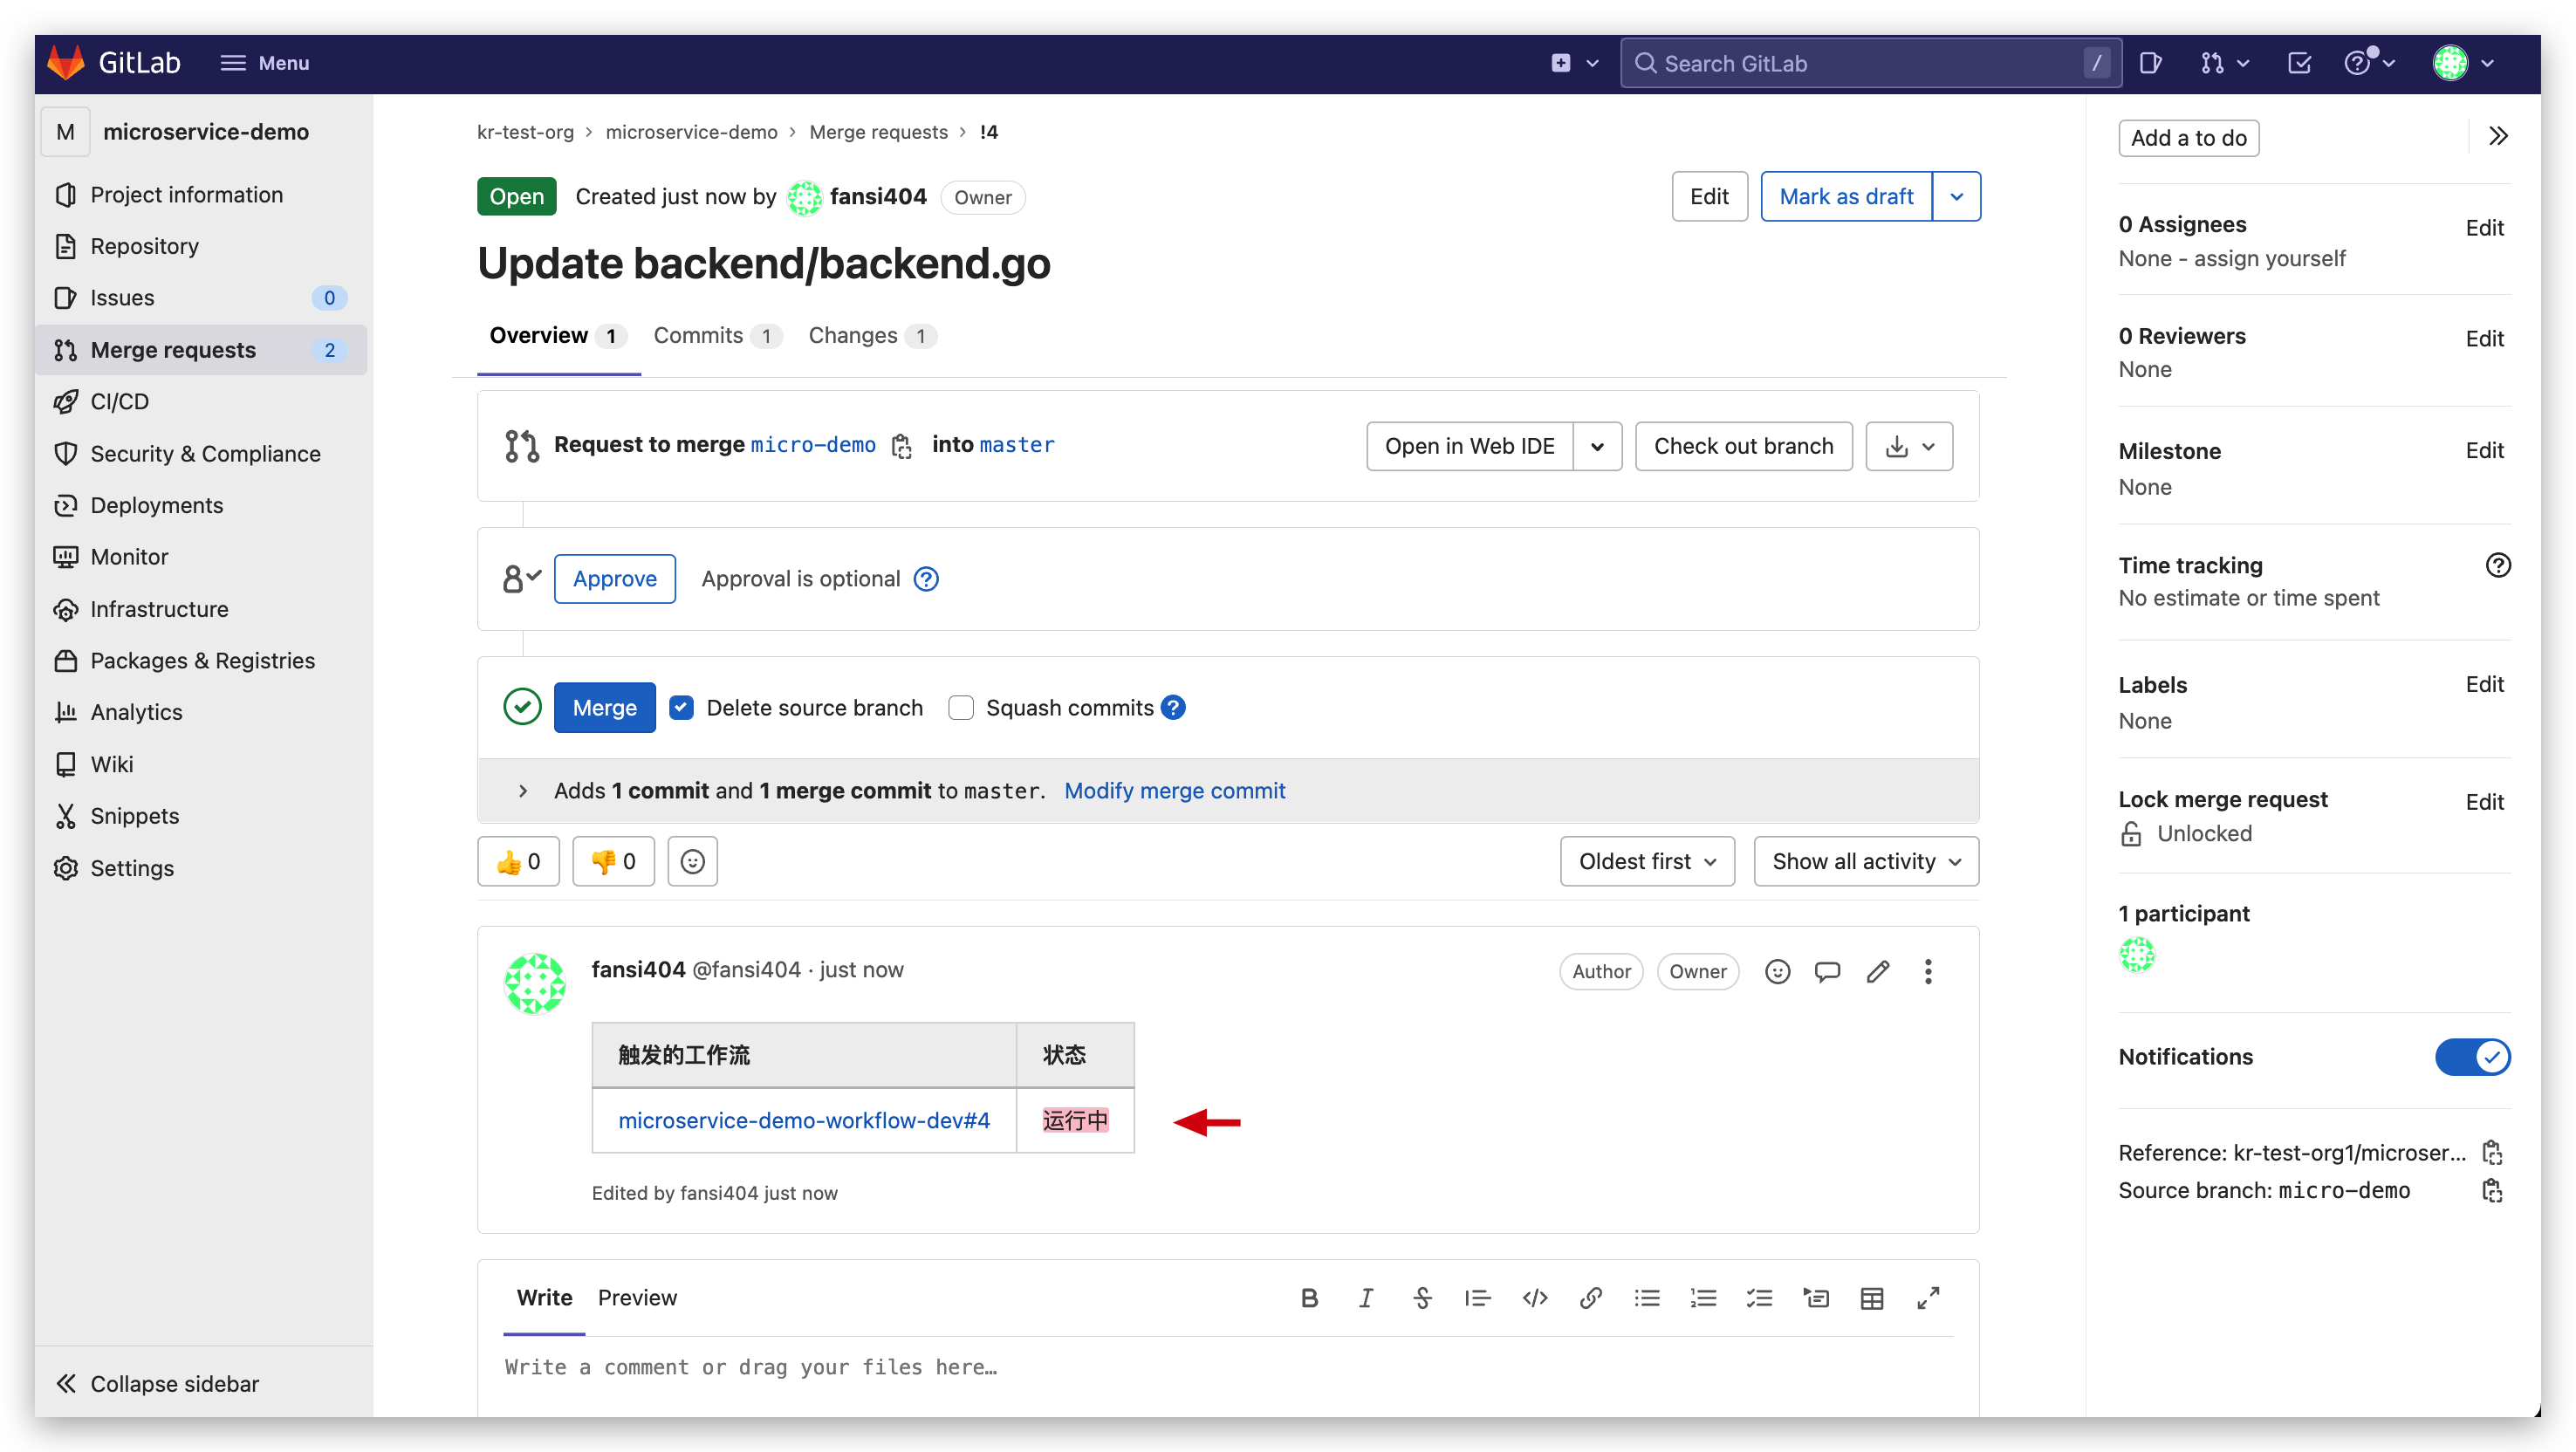 GitLab Menu Search GitLab /
M microservice-demo
Project information
Repository
Issues 0
Merge requests 2
CI/CD
Security & Compliance
Deployments
Monitor
Infrastructure
Packages & Registries
Analytics
Wiki
Snippets
Settings
Collapse sidebar
kr-test-org › microservice-demo › Merge requests › !4
Open Created just now by fansi404 Owner
Edit Mark as draft
Update backend/backend.go
Overview 1 Commits 1 Changes 1
Request to merge micro-demo into master
Open in Web IDE Check out branch
Approve Approval is optional
Merge Delete source branch Squash commits
Adds 1 commit and 1 merge commit to master. Modify merge commit
👍 0 👎 0
Oldest first Show all activity
fansi404 @fansi404 · just now
Author Owner
触发的工作流 状态
microservice-demo-workflow-dev#4 运行中
Edited by fansi404 just now
Write Preview
Write a comment or drag your files here…
Add a to do
0 Assignees Edit
None - assign yourself
0 Reviewers Edit
None
Milestone Edit
None
Time tracking
No estimate or time spent
Labels Edit
None
Lock merge request Edit
Unlocked
1 participant
Notifications
Reference: kr-test-org1/microser...
Source branch: micro-demo